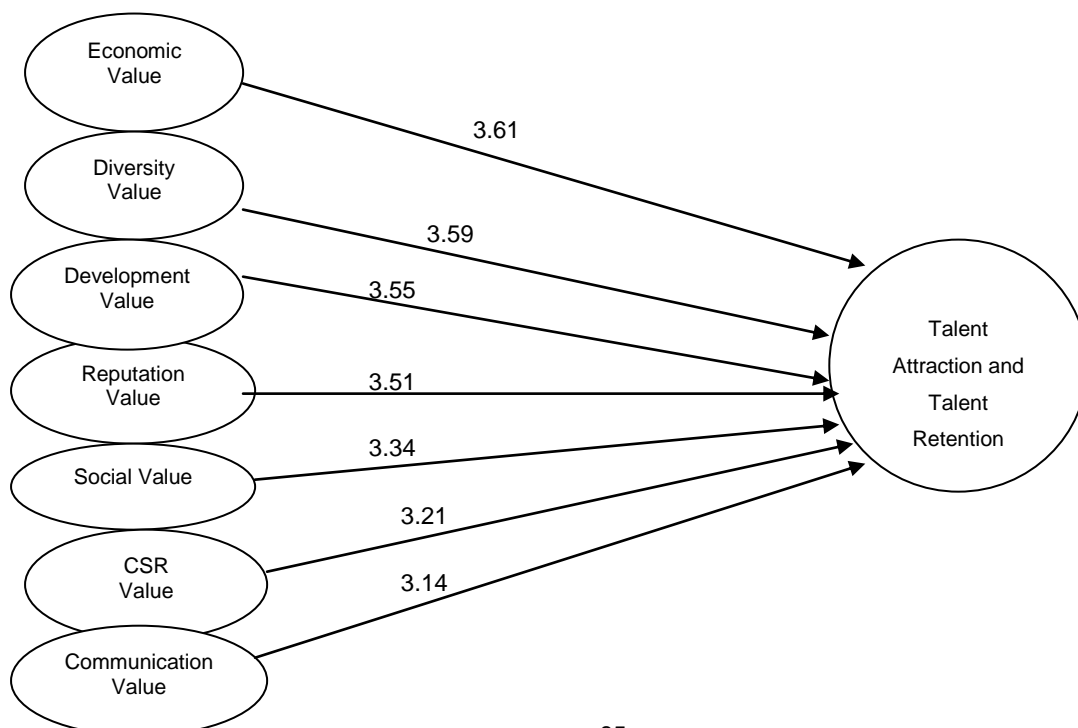 Economic
Value
3.61
Diversity
Value
3.59
Development
Value
3.55
Reputation
Value
3.51
Social Value
3.34
CSR
Value
3.21
Communication
Value
3.14
Talent
Attraction and
Talent
Retention